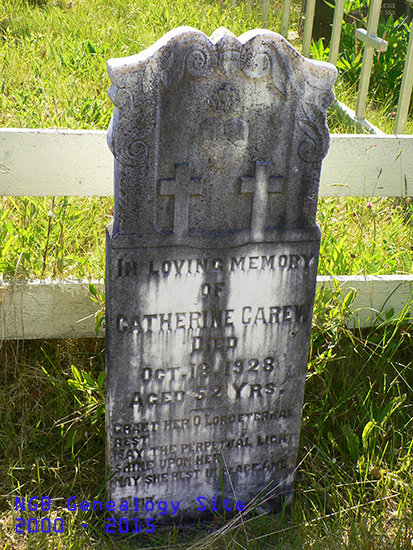 IN LOVING MEMORY
OF
CATHERINE CAREW
DIED
OCT. 18, 1928
AGED 52 YRS.
GRANT HER O LORD ETERNAL
REST
MAY THE PERPETUAL LIGHT
SHINE UPON HER
MAY SHE REST IN PEACE, AME
NGB Genealogy Site
2000 - 2015